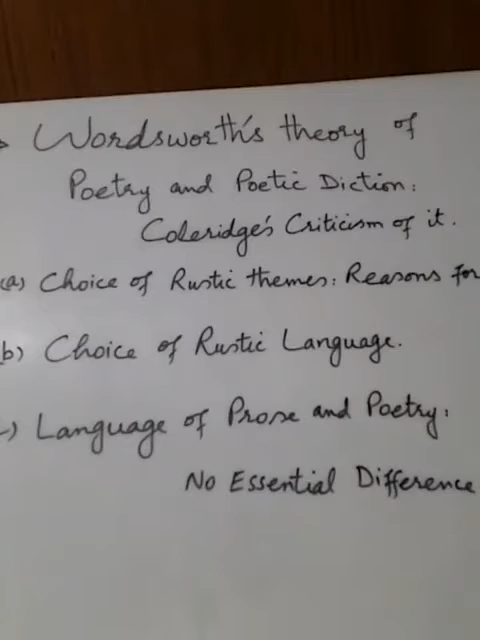 Wordsworth's theory of
Poetry and Poetic Diction:
Coleridge's Criticism of it.
(a) Choice of Rustic themes: Reasons for
b) Choice of Rustic Language.
) Language of Prose and Poetry:
No Essential Difference